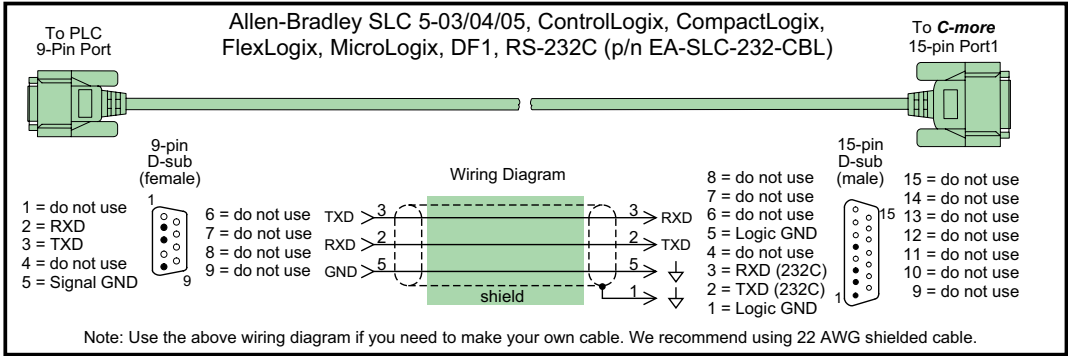 To PLC
9-Pin Port
Allen-Bradley SLC 5-03/04/05, ControlLogix, CompactLogix,
FlexLogix, MicroLogix, DF1, RS-232C (p/n EA-SLC-232-CBL)
To C-more
15-pin Port1
9-pin
D-sub
(female)
1
9
1 = do not use
2 = RXD
3 = TXD
4 = do not use
5 = Signal GND
6 = do not use
7 = do not use
8 = do not use
9 = do not use
Wiring Diagram
TXD 3 3 RXD
RXD 2 2 TXD
GND 5 5
1
shield
8 = do not use
7 = do not use
6 = do not use
5 = Logic GND
4 = do not use
3 = RXD (232C)
2 = TXD (232C)
1 = Logic GND
15-pin
D-sub
(male)
15
1
15 = do not use
14 = do not use
13 = do not use
12 = do not use
11 = do not use
10 = do not use
9 = do not use
Note: Use the above wiring diagram if you need to make your own cable. We recommend using 22 AWG shielded cable.